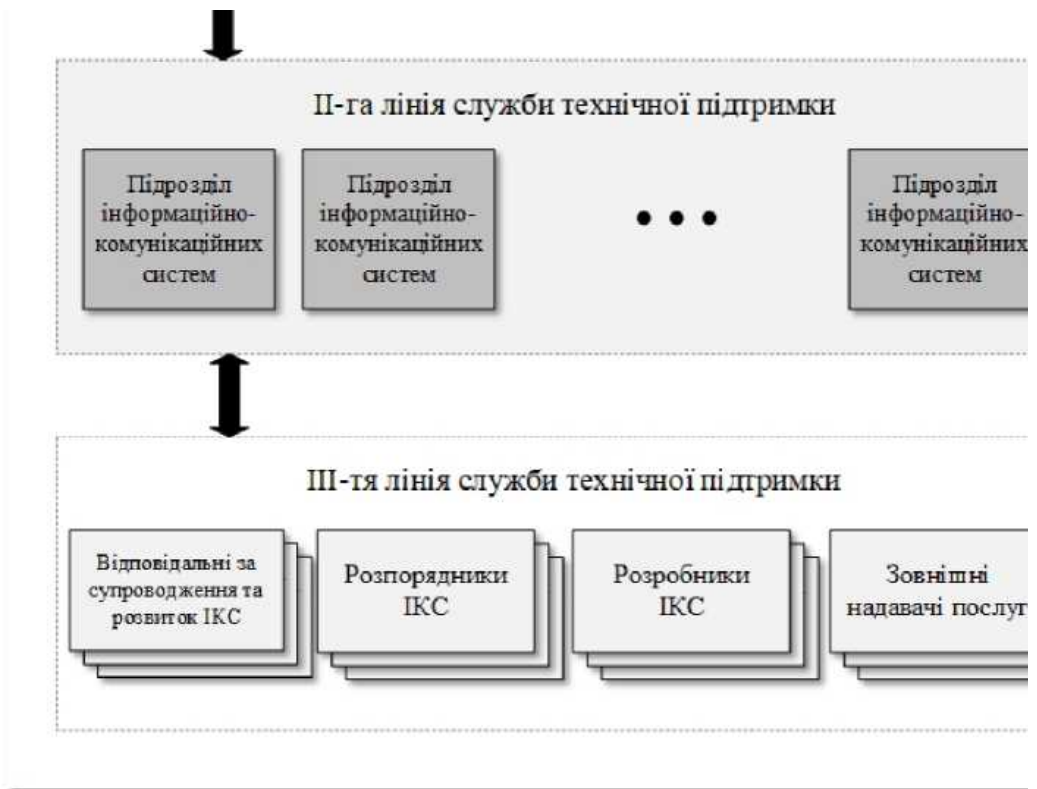 ІІ-га лінія служби технічної підтримки
Підрозділ
інформаційно-
комунікаційних
систем
Підрозділ
інформаційно-
комунікаційних
систем
Підрозділ
інформаційно-
комунікаційних
систем
ІІІ-тя лінія служби технічної підтримки
Відповідальні за
супроводження та
розвиток ІКС
Розпорядники
ІКС
Розробники
ІКС
Зовнішні
надавачі послуг